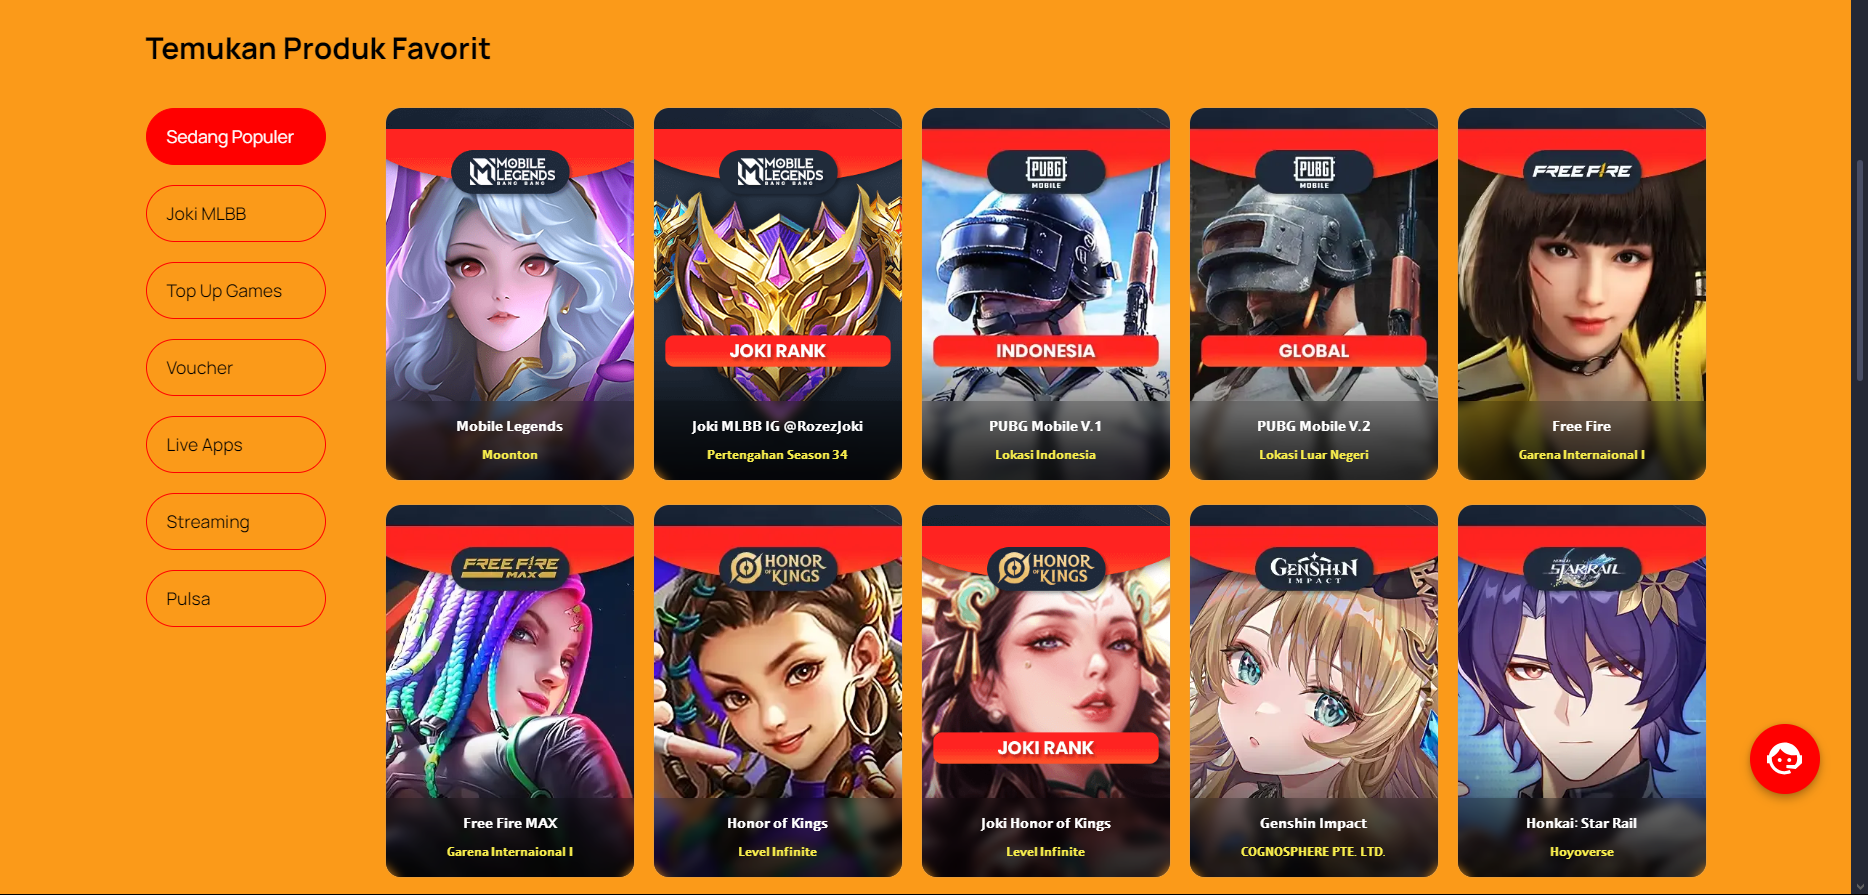 Temukan Produk Favorit
Sedang Populer
Joki MLBB
Top Up Games
Voucher
Live Apps
Streaming
Pulsa
MOBILE
LEGENDS
BANG BANG
Mobile Legends
Moonton
MOBILE
LEGENDS
BANG BANG
JOKI RANK
Joki MLBB IG @RozezJoki
Pertengahan Season 34
PUBG
MOBILE
INDONESIA
PUBG Mobile V.1
Lokasi Indonesia
PUBG
MOBILE
GLOBAL
PUBG Mobile V.2
Lokasi Luar Negeri
FREE FIRE
Free Fire
Garena Internaional I
FREE FIRE
MAX
Free Fire MAX
Garena Internaional I
HONOR
OF KINGS
Honor of Kings
Level Infinite
HONOR
OF KINGS
JOKI RANK
Joki Honor of Kings
Level Infinite
GENSHIN
IMPACT
Genshin Impact
COGNOSPHERE PTE. LTD.
HONKAI
STAR RAIL
Honkai: Star Rail
Hoyoverse